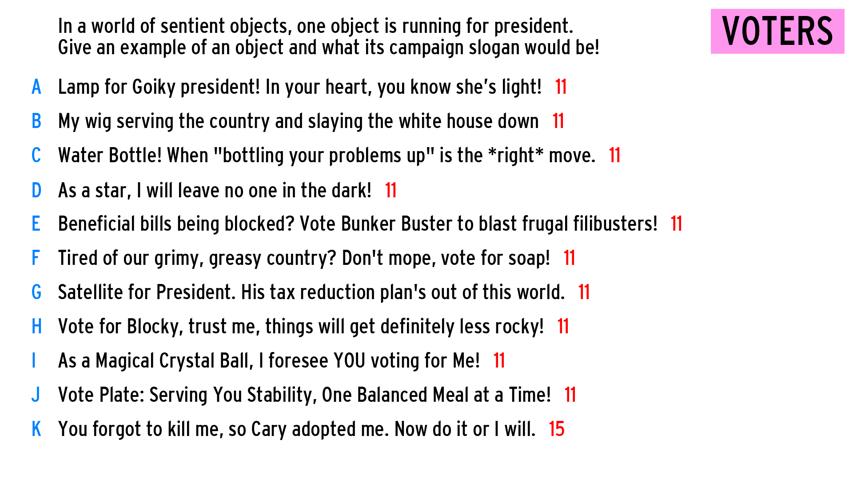 In a world of sentient objects, one object is running for president.
Give an example of an object and what its campaign slogan would be!
VOTERS
A Lamp for Goiky president! In your heart, you know she's light! 11
B My wig serving the country and slaying the white house down 11
C Water Bottle! When "bottling your problems up" is the *right* move. 11
D As a star, I will leave no one in the dark! 11
E Beneficial bills being blocked? Vote Bunker Buster to blast frugal filibusters! 11
F Tired of our grimy, greasy country? Don't mope, vote for soap! 11
G Satellite for President. His tax reduction plan's out of this world. 11
H Vote for Blocky, trust me, things will get definitely less rocky! 11
I As a Magical Crystal Ball, I foresee YOU voting for Me! 11
J Vote Plate: Serving You Stability, One Balanced Meal at a Time! 11
K You forgot to kill me, so Cary adopted me. Now do it or I will. 15